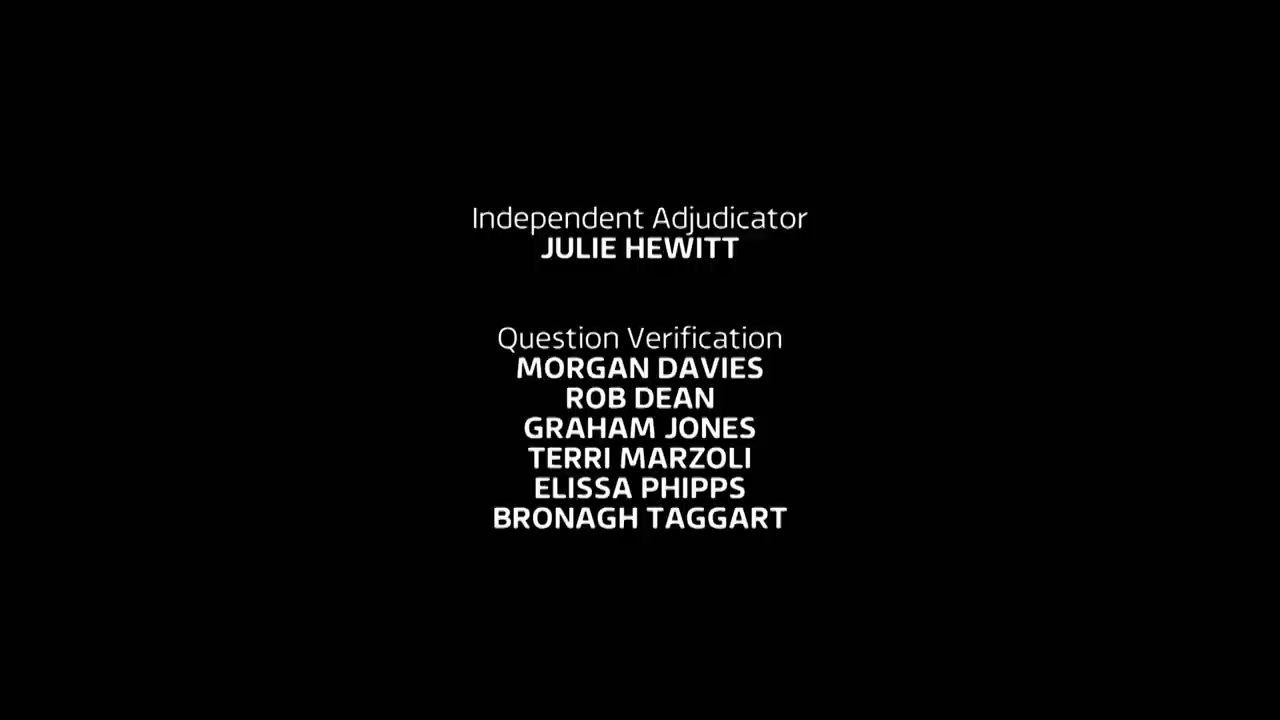 Independent Adjudicator
JULIE HEWITT
Question Verification
MORGAN DAVIES
ROB DEAN
GRAHAM JONES
TERRI MARZOLI
ELISSA PHIPPS
BRONAGH TAGGART